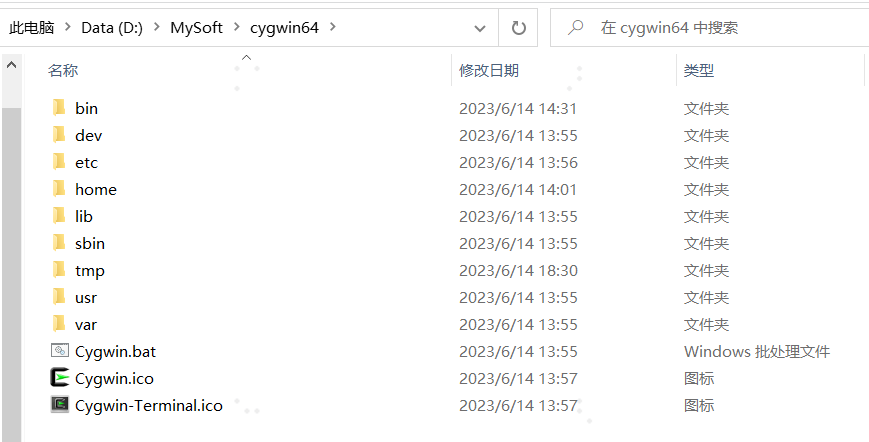 此电脑 > Data (D:) > MySoft > cygwin64 > 在 cygwin64 中搜索
名称 修改日期 类型
bin 2023/6/14 14:31 文件夹
dev 2023/6/14 13:55 文件夹
etc 2023/6/14 13:56 文件夹
home 2023/6/14 14:01 文件夹
lib 2023/6/14 13:55 文件夹
sbin 2023/6/14 13:55 文件夹
tmp 2023/6/14 18:30 文件夹
usr 2023/6/14 13:55 文件夹
var 2023/6/14 13:55 文件夹
Cygwin.bat 2023/6/14 13:55 Windows 批处理文件
Cygwin.ico 2023/6/14 13:57 图标
Cygwin-Terminal.ico 2023/6/14 13:57 图标